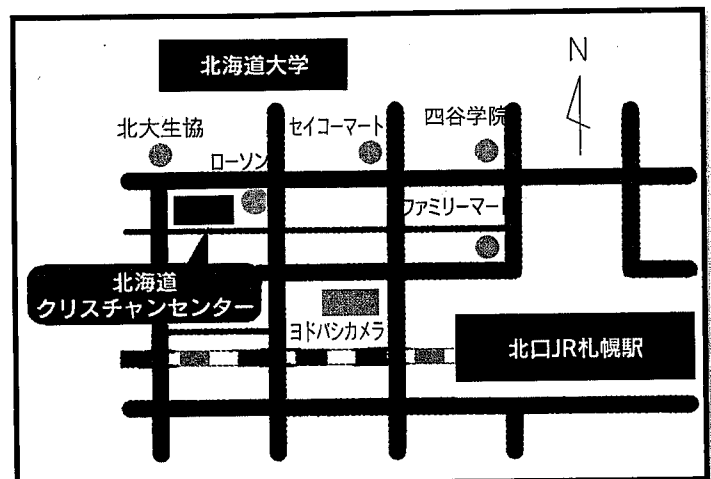 北海道大学
N
北大生協
セイコーマート
四谷学院
ローソン
ファミリーマート
北海道
クリスチャンセンター
ヨドバシカメラ
北口JR札幌駅